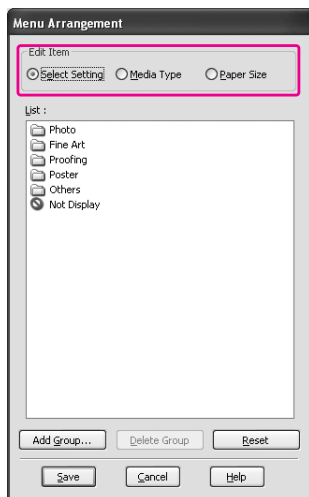 Menu Arrangement
Edit Item
Select Setting Media Type Paper Size
List :
Photo
Fine Art
Proofing
Poster
Others
Not Display
Add Group... Delete Group Reset
Save Cancel Help